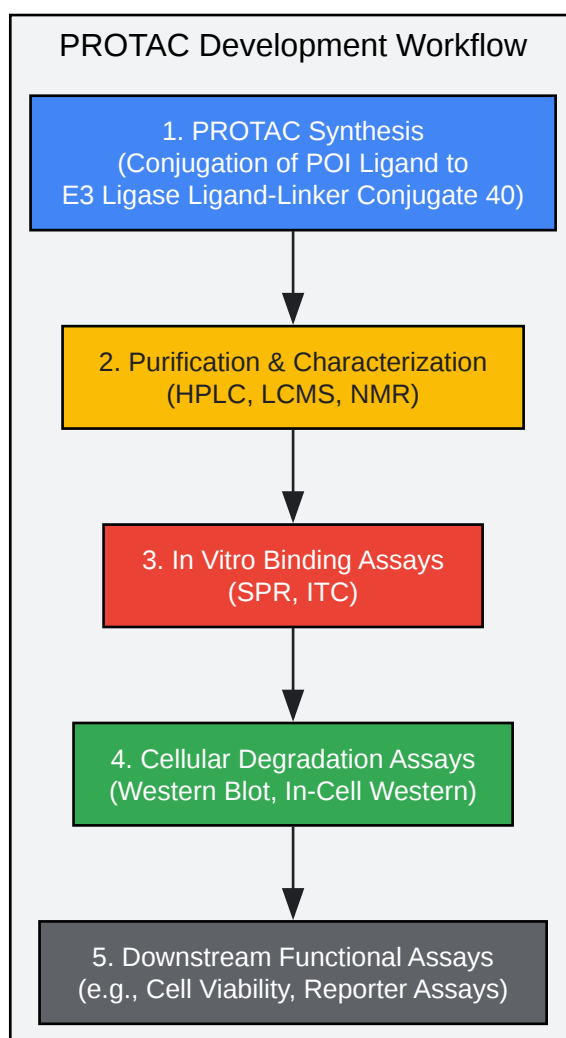 PROTAC Development Workflow
1. PROTAC Synthesis
(Conjugation of POI Ligand to
E3 Ligase Ligand-Linker Conjugate 40)
2. Purification & Characterization
(HPLC, LCMS, NMR)
3. In Vitro Binding Assays
(SPR, ITC)
4. Cellular Degradation Assays
(Western Blot, In-Cell Western)
5. Downstream Functional Assays
(e.g., Cell Viability, Reporter Assays)